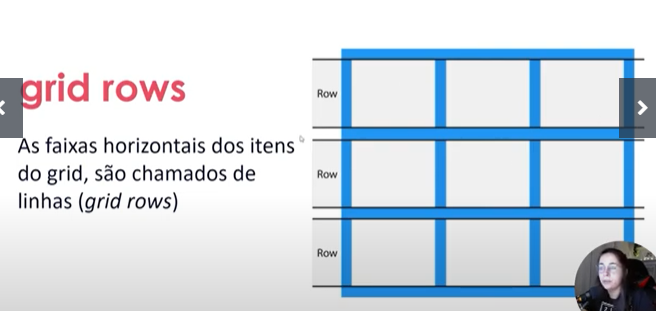 grid rows
As faixas horizontais dos itens
do grid, são chamados de
linhas (grid rows)
Row
Row
Row